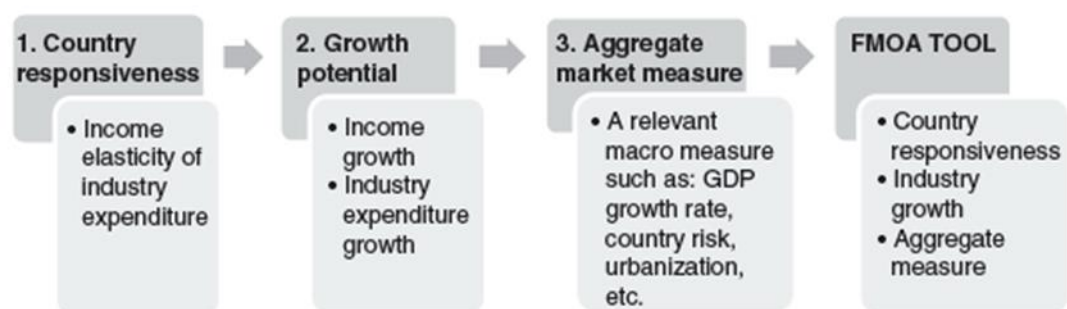 1. Country
responsiveness
• Income
elasticity of
industry
expenditure
2. Growth
potential
• Income
growth
• Industry
expenditure
growth
3. Aggregate
market measure
• A relevant
macro measure
such as: GDP
growth rate,
country risk,
urbanization,
etc.
FMOA TOOL
• Country
responsiveness
• Industry
growth
• Aggregate
measure